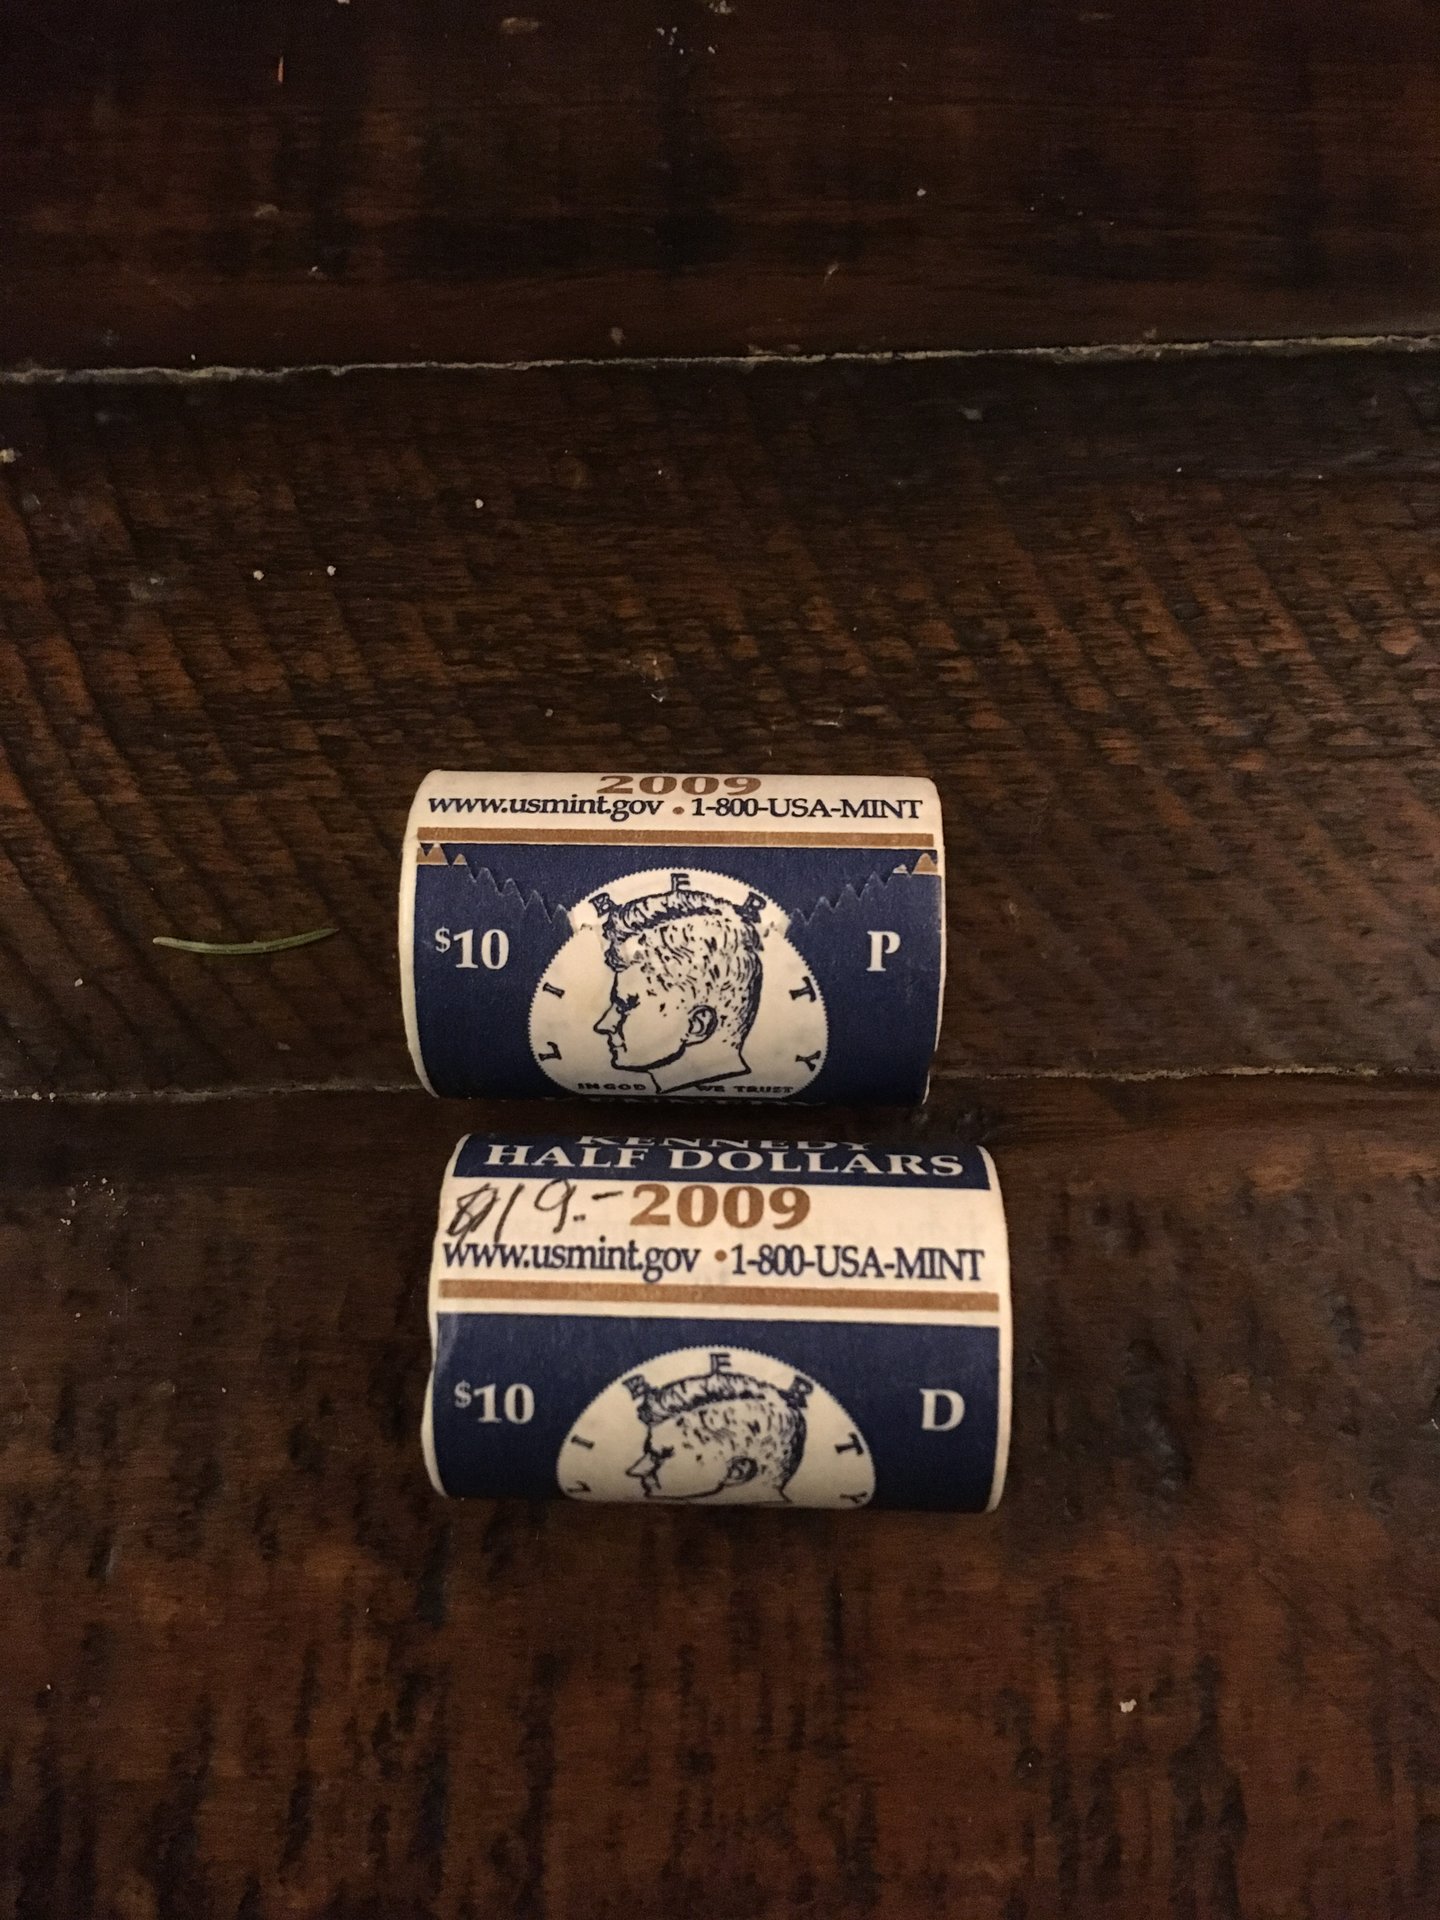 2009
www.usmint.gov • 1-800-USA-MINT
$10
P
LIBERTY
IN GOD WE TRUST
KENNEDY
HALF DOLLARS
$19.- 2009
www.usmint.gov • 1-800-USA-MINT
$10
D
LIBERTY